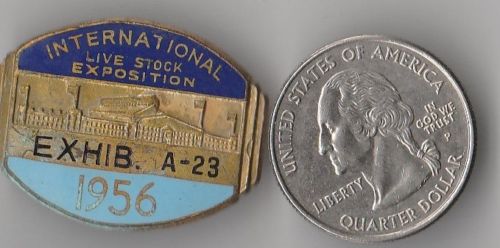 INTERNATIONAL
LIVE STOCK
EXPOSITION
EXHIB. A-23
1956
UNITED STATES OF AMERICA
LIBERTY
IN
GOD WE
TRUST
P
QUARTER DOLLAR